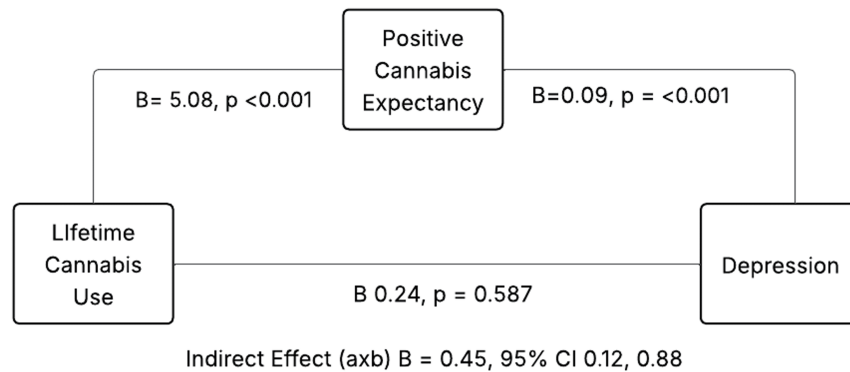 Positive
Cannabis
Expectancy
B= 5.08, p <0.001
B=0.09, p = <0.001
LIfetime
Cannabis
Use
Depression
B 0.24, p = 0.587
Indirect Effect (axb) B = 0.45, 95% CI 0.12, 0.88